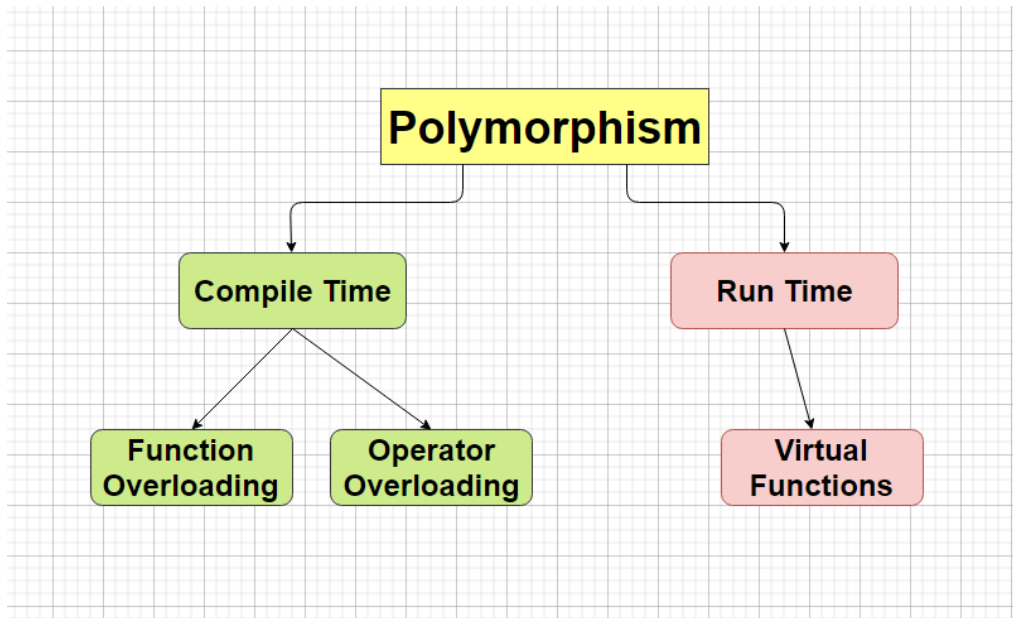 Polymorphism
Compile Time
Run Time
Function
Overloading
Operator
Overloading
Virtual
Functions